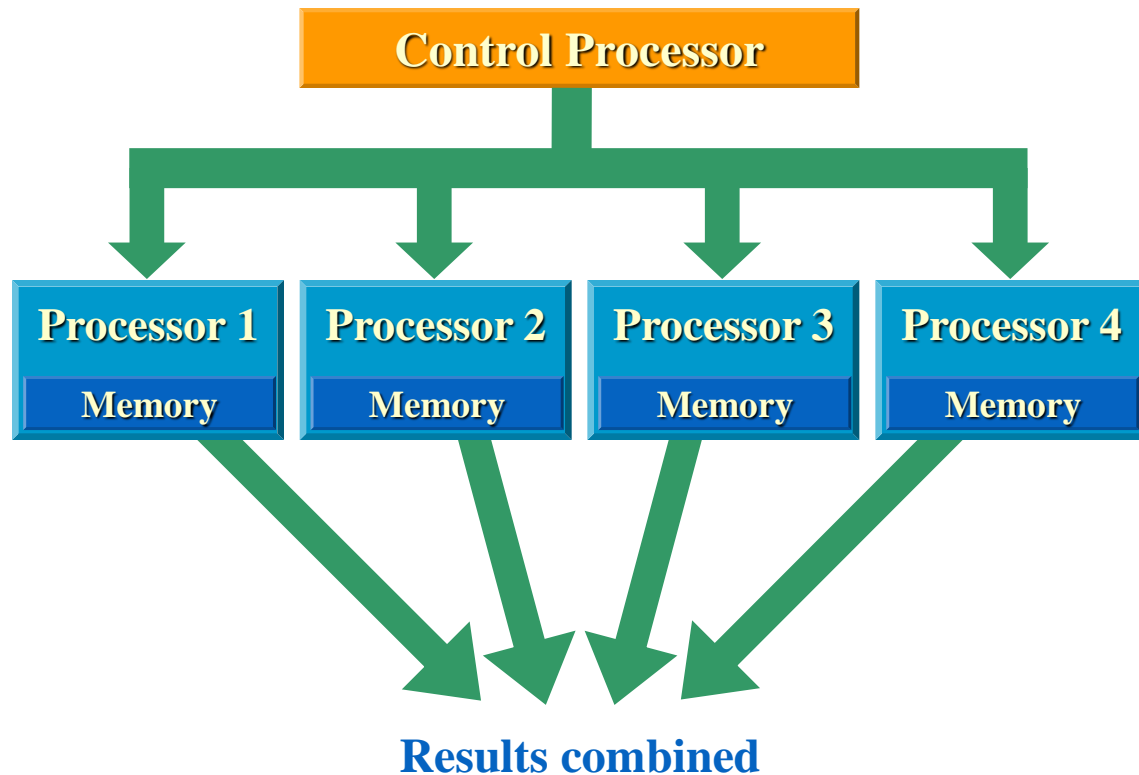 Control Processor
Processor 1
Processor 2
Processor 3
Processor 4
Memory
Memory
Memory
Memory
Results combined